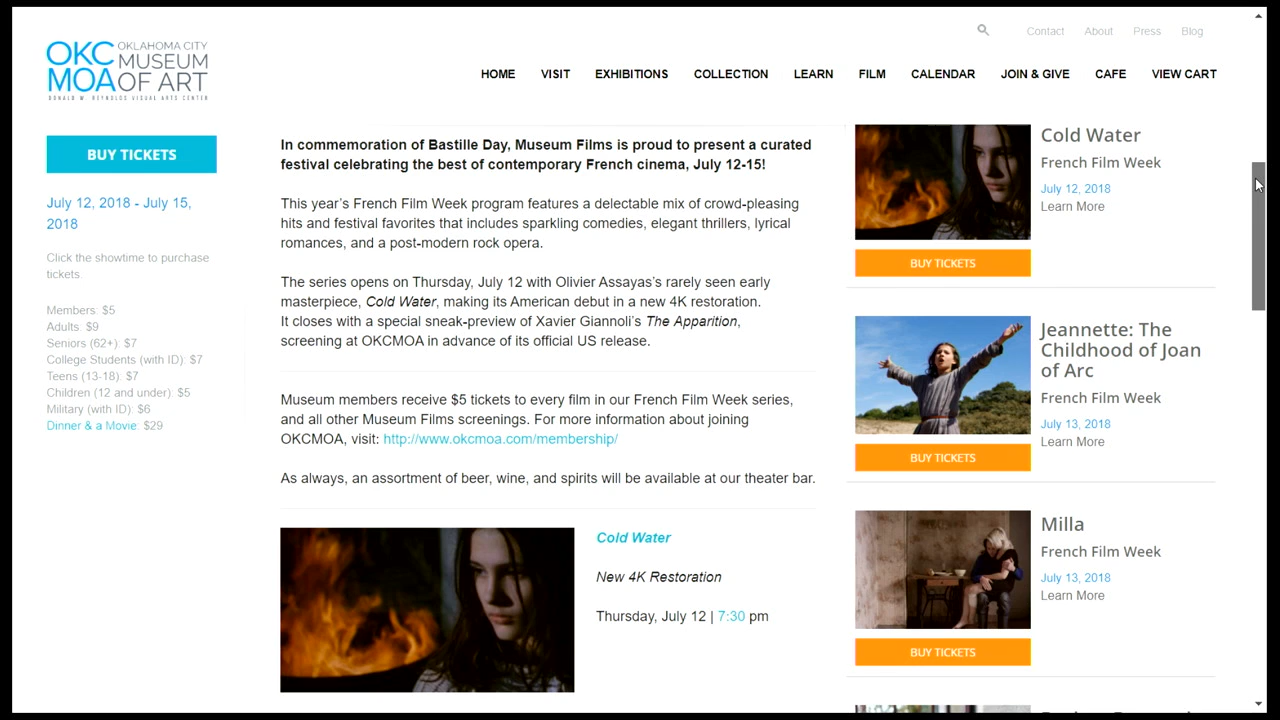 Contact About Press Blog
OKC OKLAHOMA CITY
MUSEUM
MOA OF ART
DONALD W. REYNOLDS VISUAL ARTS CENTER
HOME VISIT EXHIBITIONS COLLECTION LEARN FILM CALENDAR JOIN & GIVE CAFE VIEW CART
BUY TICKETS
July 12, 2018 - July 15,
2018
Click the showtime to purchase
tickets.
Members: $5
Adults: $9
Seniors (62+): $7
College Students (with ID): $7
Teens (13-18): $7
Children (12 and under): $5
Military (with ID): $6
Dinner & a Movie: $29
In commemoration of Bastille Day, Museum Films is proud to present a curated
festival celebrating the best of contemporary French cinema, July 12-15!
This year's French Film Week program features a delectable mix of crowd-pleasing
hits and festival favorites that includes sparkling comedies, elegant thrillers, lyrical
romances, and a post-modern rock opera.
The series opens on Thursday, July 12 with Olivier Assayas's rarely seen early
masterpiece, Cold Water, making its American debut in a new 4K restoration.
It closes with a special sneak-preview of Xavier Giannoli's The Apparition,
screening at OKCMOA in advance of its official US release.
Museum members receive $5 tickets to every film in our French Film Week series,
and all other Museum Films screenings. For more information about joining
OKCMOA, visit: http://www.okcmoa.com/membership/
As always, an assortment of beer, wine, and spirits will be available at our theater bar.
Cold Water
New 4K Restoration
Thursday, July 12 | 7:30 pm
Cold Water
French Film Week
July 12, 2018
Learn More
BUY TICKETS
Jeannette: The
Childhood of Joan
of Arc
French Film Week
July 13, 2018
Learn More
BUY TICKETS
Milla
French Film Week
July 13, 2018
Learn More
BUY TICKETS